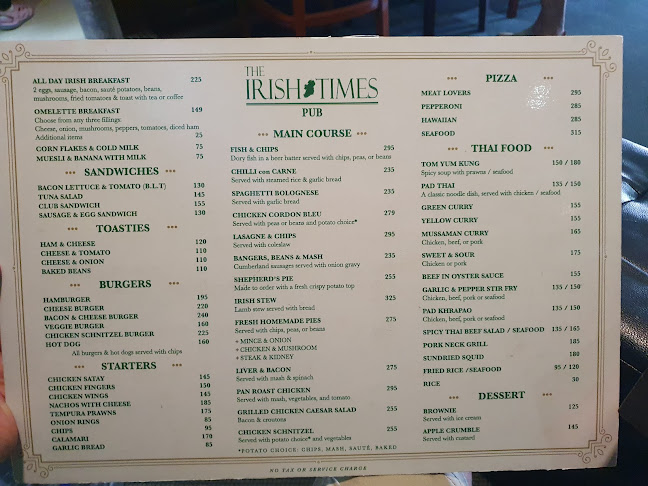 ALL DAY IRISH BREAKFAST 225
2 eggs, sausage, bacon, sauté potatoes, beans,
mushrooms, fried tomatoes & toast with tea or coffee
OMELETTE BREAKFAST 149
Choose from any three fillings
Cheese, onion, mushrooms, peppers, tomatoes, diced ham
Additional items 25
CORN FLAKES & COLD MILK 75
MUESLI & BANANA WITH MILK 75
SANDWICHES
BACON LETTUCE & TOMATO (B.L.T) 130
TUNA SALAD 145
CLUB SANDWICH 155
SAUSAGE & EGG SANDWICH 130
TOASTIES
HAM & CHEESE 120
CHEESE & TOMATO 110
CHEESE & ONION 110
BAKED BEANS 110
BURGERS
HAMBURGER 195
CHEESE BURGER 220
BACON & CHEESE BURGER 240
VEGGIE BURGER 160
CHICKEN SCHNITZEL BURGER 225
HOT DOG 160
All burgers & hot dogs served with chips
STARTERS
CHICKEN SATAY 145
CHICKEN FINGERS 150
CHICKEN WINGS 145
NACHOS WITH CHEESE 185
TEMPURA PRAWNS 175
ONION RINGS 85
CHIPS 95
CALAMARI 170
GARLIC BREAD 85
THE
IRISH TIMES
PUB
MAIN COURSE
FISH & CHIPS 295
Dory fish in a beer batter served with chips, peas, or beans
CHILLI con CARNE 235
Served with steamed rice & garlic bread
SPAGHETTI BOLOGNESE 235
Served with garlic bread
CHICKEN CORDON BLEU 279
Served with peas or beans and potato choice*
LASAGNE & CHIPS 295
Served with coleslaw
BANGERS, BEANS & MASH 235
Cumberland sausages served with onion gravy
SHEPHERD'S PIE 255
Made to order with a fresh crispy potato top
IRISH STEW 325
Lamb stew served with bread
FRESH HOMEMADE PIES 275
Served with chips, peas, or beans
+ MINCE & ONION
+ CHICKEN & MUSHROOM
+ STEAK & KIDNEY
LIVER & BACON 275
Served with mash & spinach
PAN ROAST CHICKEN 295
Served with mash, vegetables, and tomato
GRILLED CHICKEN CAESAR SALAD 255
Bacon & croutons
CHICKEN SCHNITZEL 255
Served with potato choice* and vegetables
*POTATO CHOICE: CHIPS, MASH, SAUTÉ, BAKED
PIZZA
MEAT LOVERS 295
PEPPERONI 285
HAWAIIAN 285
SEAFOOD 315
THAI FOOD
TOM YUM KUNG 150 / 180
Spicy soup with prawns / seafood
PAD THAI 135 / 150
A classic noodle dish, served with chicken / seafood
GREEN CURRY 155
YELLOW CURRY 155
MUSSAMAN CURRY 165
Chicken, beef, or pork
SWEET & SOUR 175
Chicken or pork
BEEF IN OYSTER SAUCE 155
GARLIC & PEPPER STIR FRY 135 / 150
Chicken, beef, pork or seafood
PAD KHRAPAO 135 / 150
Chicken, beef, pork or seafood
SPICY THAI BEEF SALAD / SEAFOOD 135 / 165
PORK NECK GRILL 185
SUNDRIED SQUID 180
FRIED RICE / SEAFOOD 95 / 120
RICE 30
DESSERT
BROWNIE 125
Served with ice cream
APPLE CRUMBLE 145
Served with custard
NO TAX OR SERVICE CHARGE